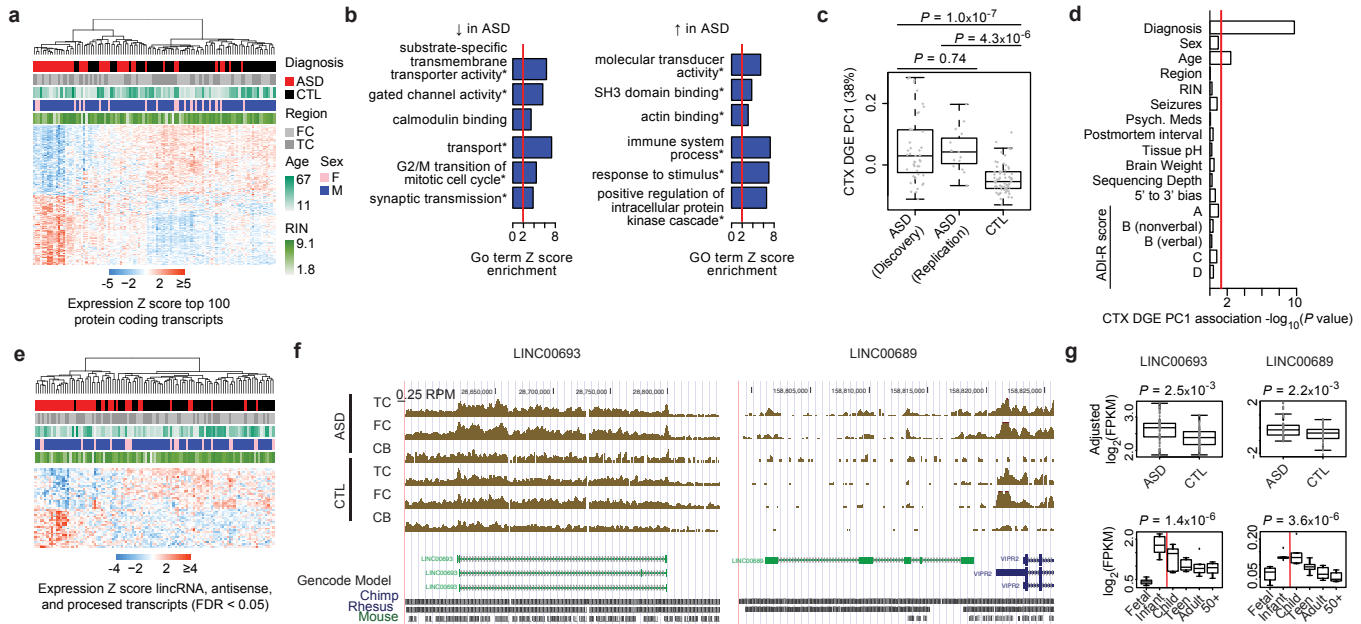 a
Diagnosis
ASD
CTL
Region
FC
TC
Age
67
11
Sex
F
M
RIN
9.1
1.8
-5 −2 2 ≥5
Expression Z score top 100
protein coding transcripts
b
↓ in ASD
substrate-specific
transmembrane
transporter activity*
gated channel activity*
calmodulin binding
transport*
G2/M transition of
mitotic cell cycle*
synaptic transmission*
0 2 8
Go term Z score
enrichment
↑ in ASD
molecular transducer
activity*
SH3 domain binding*
actin binding*
immune system
process*
response to stimulus*
positive regulation of
intracellular protein
kinase cascade*
0 2 8
GO term Z score
enrichment
c
P = 1.0x10-7
P = 4.3x10-6
P = 0.74
CTX DGE PC1 (38%)
0.2
0.0
ASD
(Discovery)
ASD
(Replication)
CTL
d
Diagnosis
Sex
Age
Region
RIN
Seizures
Psych. Meds
Postmortem interval
Tissue pH
Brain Weight
Sequencing Depth
5' to 3' bias
ADI-R score
A
B (nonverbal)
B (verbal)
C
D
2 10
CTX DGE PC1 association -log10(P value)
e
-4 −2 2 ≥4
Expression Z score lincRNA, antisense,
and procesed transcripts (FDR < 0.05)
f
LINC00693
LINC00689
0.25 RPM
28,650,000 28,700,000 28,750,000 28,800,000
158,805,000 158,810,000 158,815,000 158,820,000 158,825,000
ASD
TC
FC
CB
CTL
TC
FC
CB
LINC00693
LINC00693
LINC00693
LINC00689
VIPR2
VIPR2
VIPR2
Gencode Model
Chimp
Rhesus
Mouse
g
LINC00693
LINC00689
P = 2.5x10-3
P = 2.2x10-3
Adjusted
log2(FPKM)
3.0
2.0
2
-2
ASD
CTL
ASD
CTL
P = 1.4x10-6
P = 3.6x10-6
log2(FPKM)
2.0
0.5
0.15
0.05
Fetal
Infant
Child
Teen
Adult
50+
Fetal
Infant
Child
Teen
Adult
50+